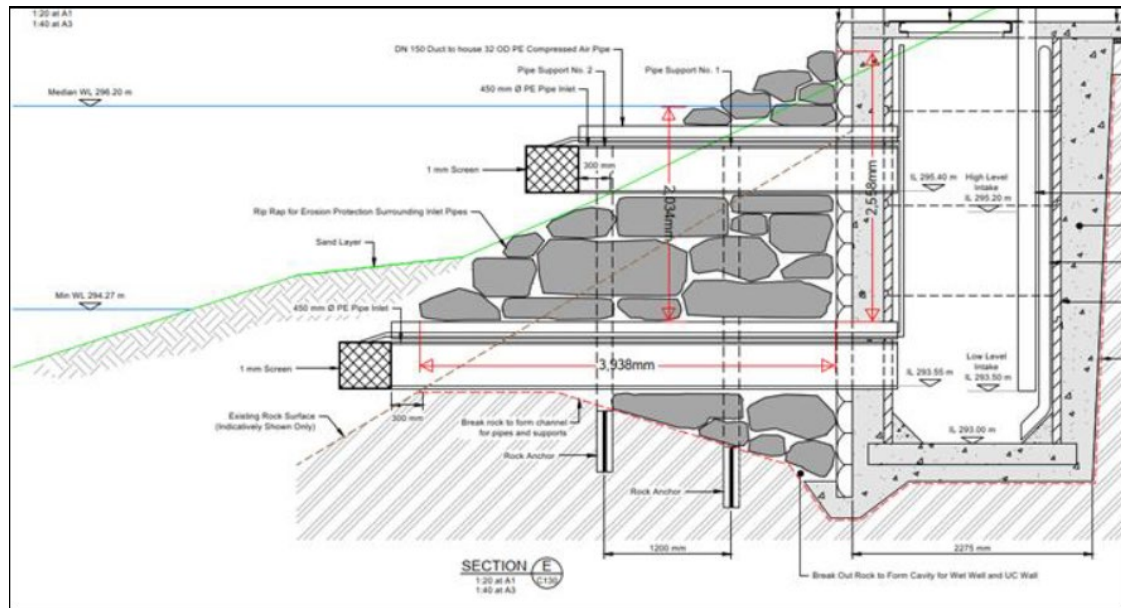 1:20 at A1
1:40 at A3
DN 150 Duct to house 32 OD PE Compressed Air Pipe
Pipe Support No. 2
Pipe Support No. 1
450 mm Ø PE Pipe Inlet
Median WL 296.20 m
1 mm Screen
300 mm
2,034mm
2,558mm
IL 295.40 m
High Level
Intake
IL 295.20 m
Rip Rap for Erosion Protection Surrounding Inlet Pipes
Sand Layer
Min WL 294.27 m
450 mm Ø PE Pipe Inlet
1 mm Screen
3,938mm
IL 293.55 m
Low Level
Intake
IL 293.50 m
300 mm
Existing Rock Surface
(Indicatively Shown Only)
Break rock to form channel
for pipes and supports
IL 293.00 m
Rock Anchor
Rock Anchor
1200 mm
2275 mm
SECTION E
C130
1:20 at A1
1:40 at A3
Break Out Rock to Form Cavity for Wet Well and UC Wall